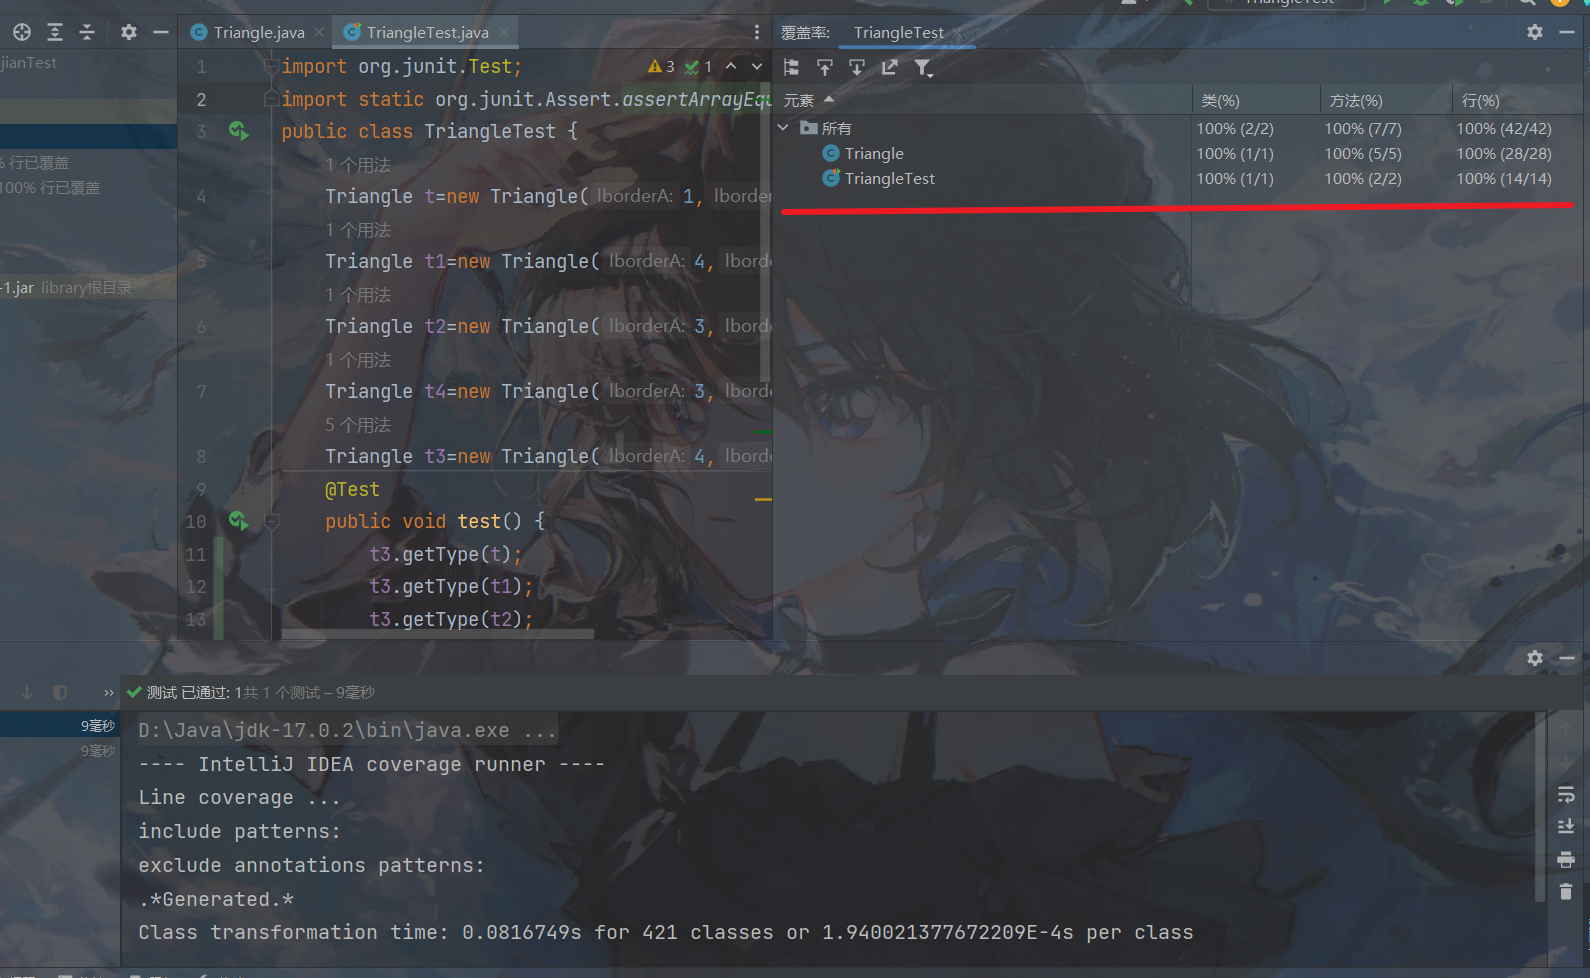 TriangleTest
Triangle.java
TriangleTest.java
覆盖率:
TriangleTest
jianTest
% 行已覆盖
100% 行已覆盖
-1.jar library根目录
1 import org.junit.Test;
3
1
2 import static org.junit.Assert.assertArrayEqu
3 public class TriangleTest {
1 个用法
4 Triangle t=new Triangle( lborderA: 1, lborder
1 个用法
5 Triangle t1=new Triangle( lborderA: 4, lbord
1 个用法
6 Triangle t2=new Triangle( lborderA: 3, lbord
1 个用法
7 Triangle t4=new Triangle( lborderA: 3, lbord
5 个用法
8 Triangle t3=new Triangle( lborderA: 4, lbord
9 @Test
10 public void test() {
11 t3.getType(t);
12 t3.getType(t1);
13 t3.getType(t2);
元素 类(%) 方法(%) 行(%)
所有 100% (2/2) 100% (7/7) 100% (42/42)
Triangle 100% (1/1) 100% (5/5) 100% (28/28)
TriangleTest 100% (1/1) 100% (2/2) 100% (14/14)
» 测试 已通过: 1共 1 个测试 – 9毫秒
9毫秒
9毫秒
D:\Java\jdk-17.0.2\bin\java.exe ...
---- IntelliJ IDEA coverage runner ----
Line coverage ...
include patterns:
exclude annotations patterns:
.*Generated.*
Class transformation time: 0.0816749s for 421 classes or 1.940021377672209E-4s per class